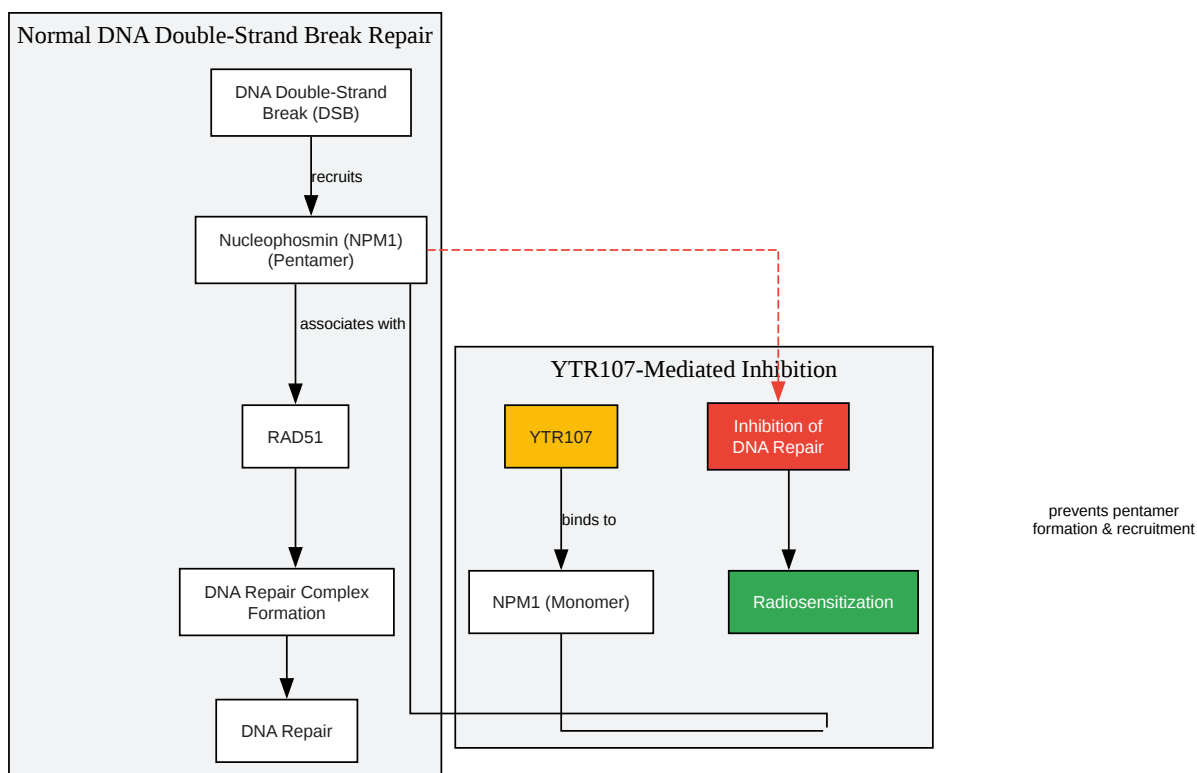 Normal DNA Double-Strand Break Repair
DNA Double-Strand
Break (DSB)
recruits
Nucleophosmin (NPM1)
(Pentamer)
associates with
RAD51
DNA Repair Complex
Formation
DNA Repair
YTR107-Mediated Inhibition
YTR107
binds to
NPM1 (Monomer)
Inhibition of
DNA Repair
Radiosensitization
prevents pentamer
formation & recruitment